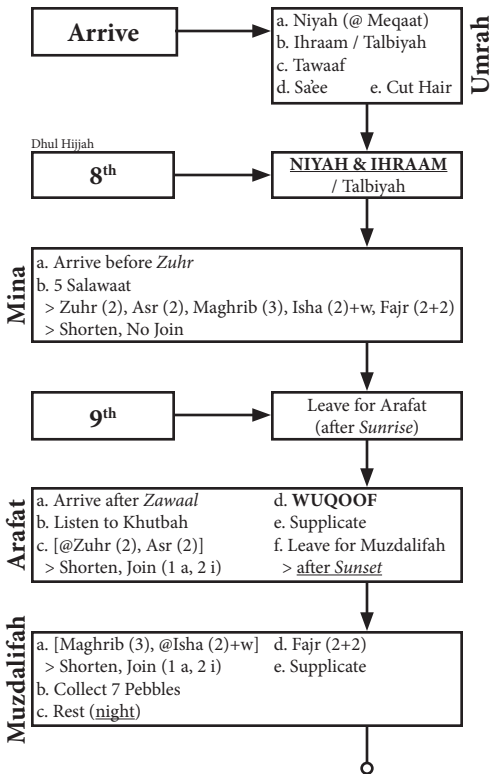 Arrive
a. Niyah (@ Meqaat)
b. Ihraam / Talbiyah
c. Tawaaf
d. Sa'ee e. Cut Hair
Umrah
Dhul Hijjah
8th
NIYAH & IHRAAM
/ Talbiyah
Mina
a. Arrive before Zuhr
b. 5 Salawaat
> Zuhr (2), Asr (2), Maghrib (3), Isha (2)+w, Fajr (2+2)
> Shorten, No Join
9th
Leave for Arafat
(after Sunrise)
Arafat
a. Arrive after Zawaal
b. Listen to Khutbah
c. [@Zuhr (2), Asr (2)]
> Shorten, Join (1 a, 2 i)
d. WUQOOF
e. Supplicate
f. Leave for Muzdalifah
> after Sunset
Muzdalifah
a. [Maghrib (3), @Isha (2)+w]
> Shorten, Join (1 a, 2 i)
b. Collect 7 Pebbles
c. Rest (night)
d. Fajr (2+2)
e. Supplicate